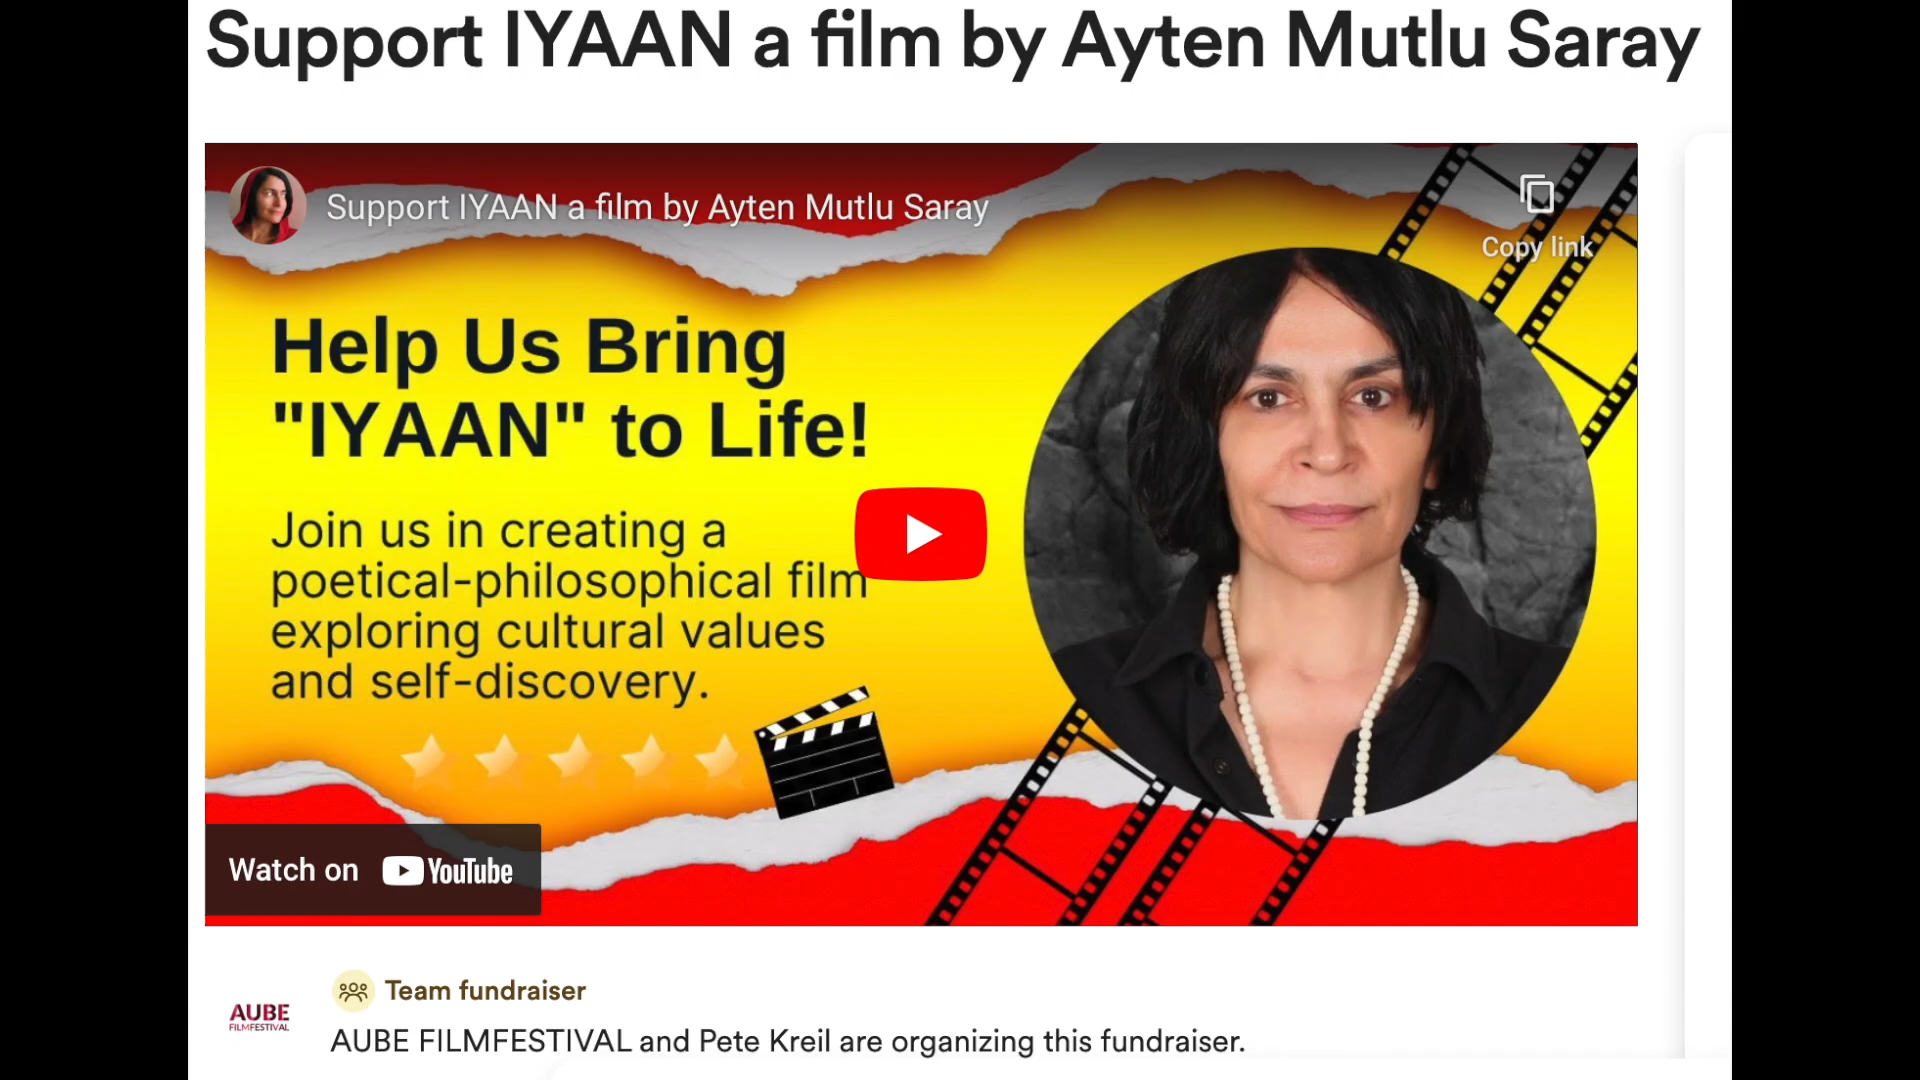 Support IYAAN a film by Ayten Mutlu Saray
Support IYAAN a film by Ayten Mutlu Saray
Copy link
Help Us Bring
"IYAAN" to Life!
Join us in creating a
poetical-philosophical film
exploring cultural values
and self-discovery.
Watch on YouTube
Team fundraiser
AUBE
FILMFESTIVAL
AUBE FILMFESTIVAL and Pete Kreil are organizing this fundraiser.